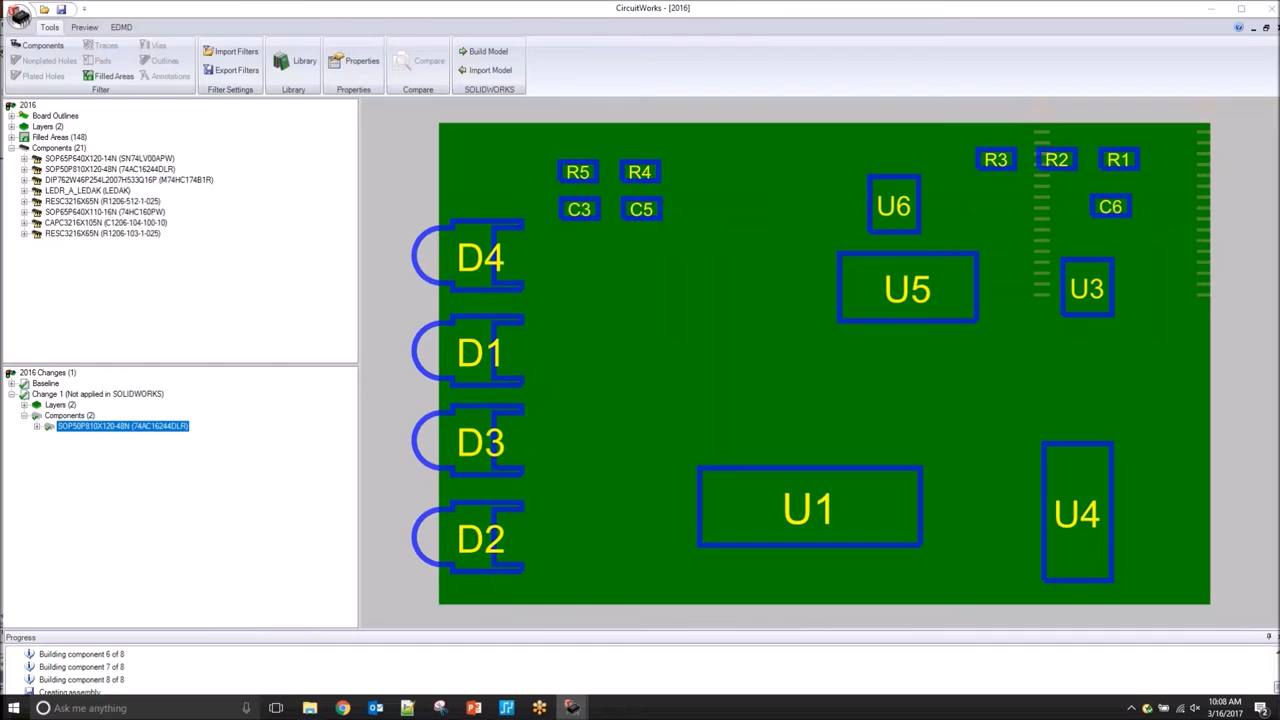 CircuitWorks - [2016]
Tools Preview EDMD
Components Traces Vias
Nonplated Holes Pads Outlines
Plated Holes Filled Areas Annotations
Filter
Import Filters
Export Filters
Filter Settings
Library
Library
Properties
Properties
Compare
Compare
Build Model
Import Model
SOLIDWORKS
2016
Board Outlines
Layers (2)
Filled Areas (148)
Components (21)
SOP65P640X120-14N (SN74LV00APW)
SOP50P810X120-48N (74AC16244DLR)
DIP762W46P254L2007H533Q16P (M74HC174B1R)
LEDR_A_LEDAK (LEDAK)
RESC3216X65N (R1206-512-1-025)
SOP65P640X110-16N (74HC160PW)
CAPC3216X105N (C1206-104-100-10)
RESC3216X65N (R1206-103-1-025)
2016 Changes (1)
Baseline
Change 1 (Not applied in SOLIDWORKS)
Layers (2)
Components (2)
SOP50P810X120-48N (74AC16244DLR)
R5 R4 R3 R2 R1
C3 C5 U6 C6
D4 U5 U3
D1
D3
D2 U1 U4
Progress
Building component 6 of 8
Building component 7 of 8
Building component 8 of 8
Creating assembly
Ask me anything
10:08 AM
3/16/2017